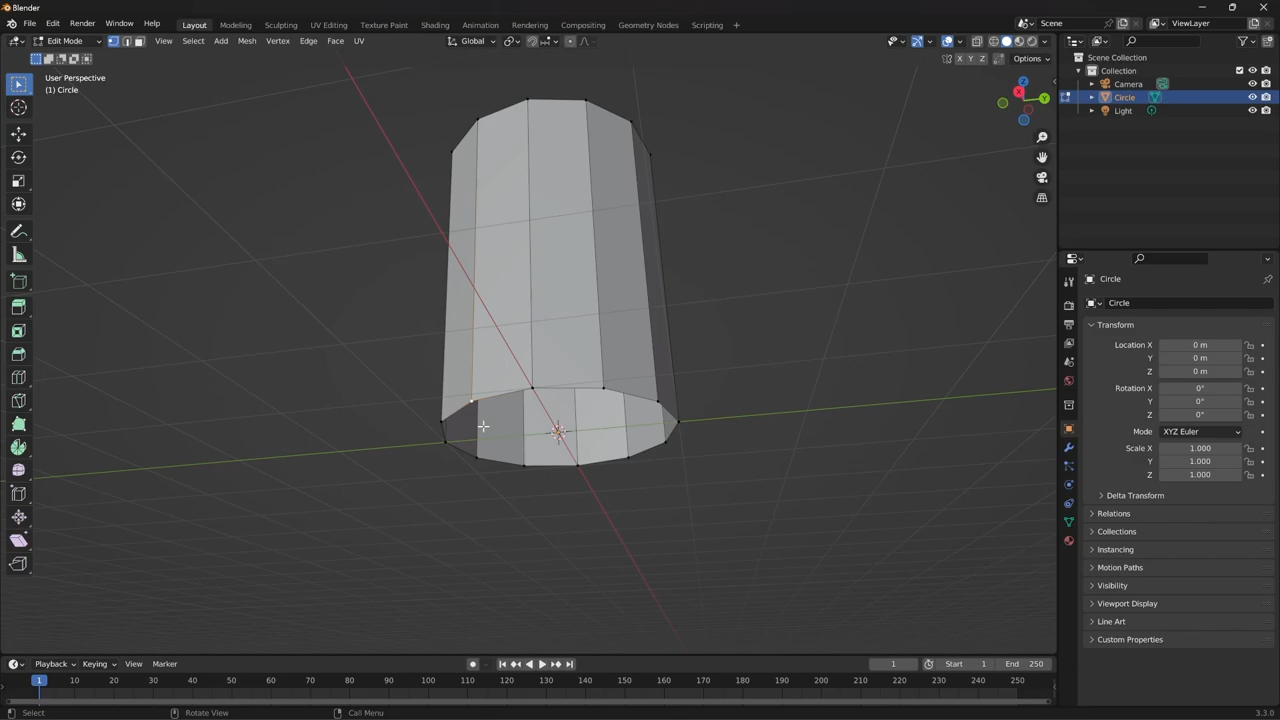 Blender
File Edit Render Window Help
Layout Modeling Sculpting UV Editing Texture Paint Shading Animation Rendering Compositing Geometry Nodes Scripting +
Scene
ViewLayer
Edit Mode View Select Add Mesh Vertex Edge Face UV
Global
X Y Z Options
User Perspective
(1) Circle
Z
X
Y
Scene Collection
Collection
Camera
Circle
Light
Circle
Circle
Transform
Location X 0 m
Y 0 m
Z 0 m
Rotation X 0°
Y 0°
Z 0°
Mode XYZ Euler
Scale X 1.000
Y 1.000
Z 1.000
Delta Transform
Relations
Collections
Instancing
Motion Paths
Visibility
Viewport Display
Line Art
Custom Properties
Playback Keying View Marker
1 Start 1 End 250
1 10 20 30 40 50 60 70 80 90 100 110 120 130 140 150 160 170 180 190 200 210 220 230 240 250
Select Rotate View Call Menu 3.3.0